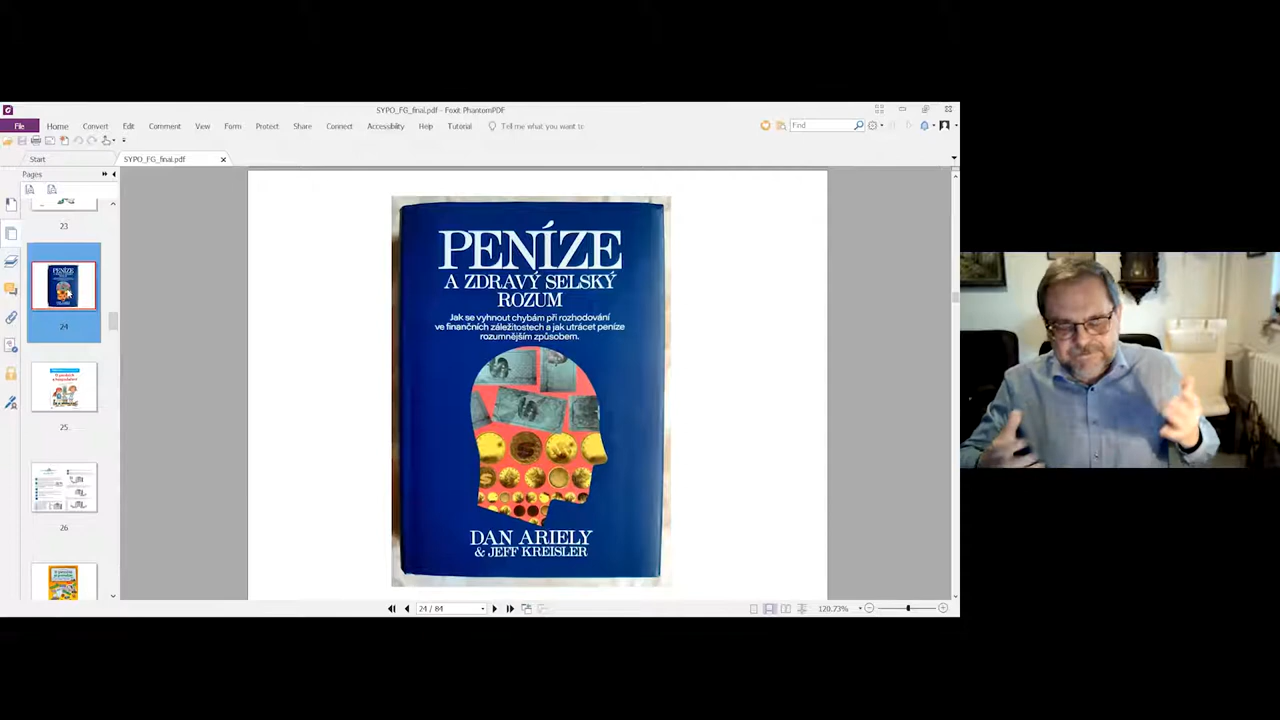 SYPO_FG_final.pdf - Foxit PhantomPDF
File Home Convert Edit Comment View Form Protect Share Connect Accessibility Help Tutorial Tell me what you want to
Find
Start SYPO_FG_final.pdf
Pages
23
24
25
26
PENÍZE
A ZDRAVÝ SELSKÝ
ROZUM
Jak se vyhnout chybám při rozhodování
ve finančních záležitostech a jak utrácet peníze
rozumnějším způsobem.
DAN ARIELY
& JEFF KREISLER
24 / 84
120.73%